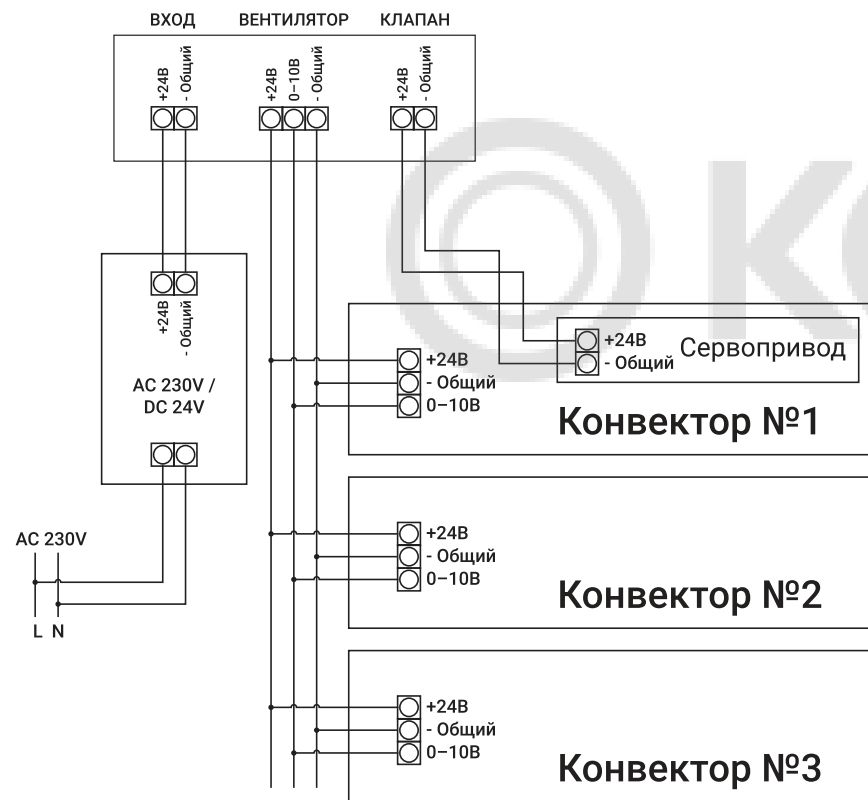 ВХОД ВЕНТИЛЯТОР КЛАПАН
+24В - Общий +24В 0–10В - Общий +24В - Общий
+24В - Общий
AC 230V /
DC 24V
AC 230V
L N
+24В
- Общий
Сервопривод
+24В
- Общий
0–10В
Конвектор №1
+24В
- Общий
0–10В
Конвектор №2
+24В
- Общий
0–10В
Конвектор №3